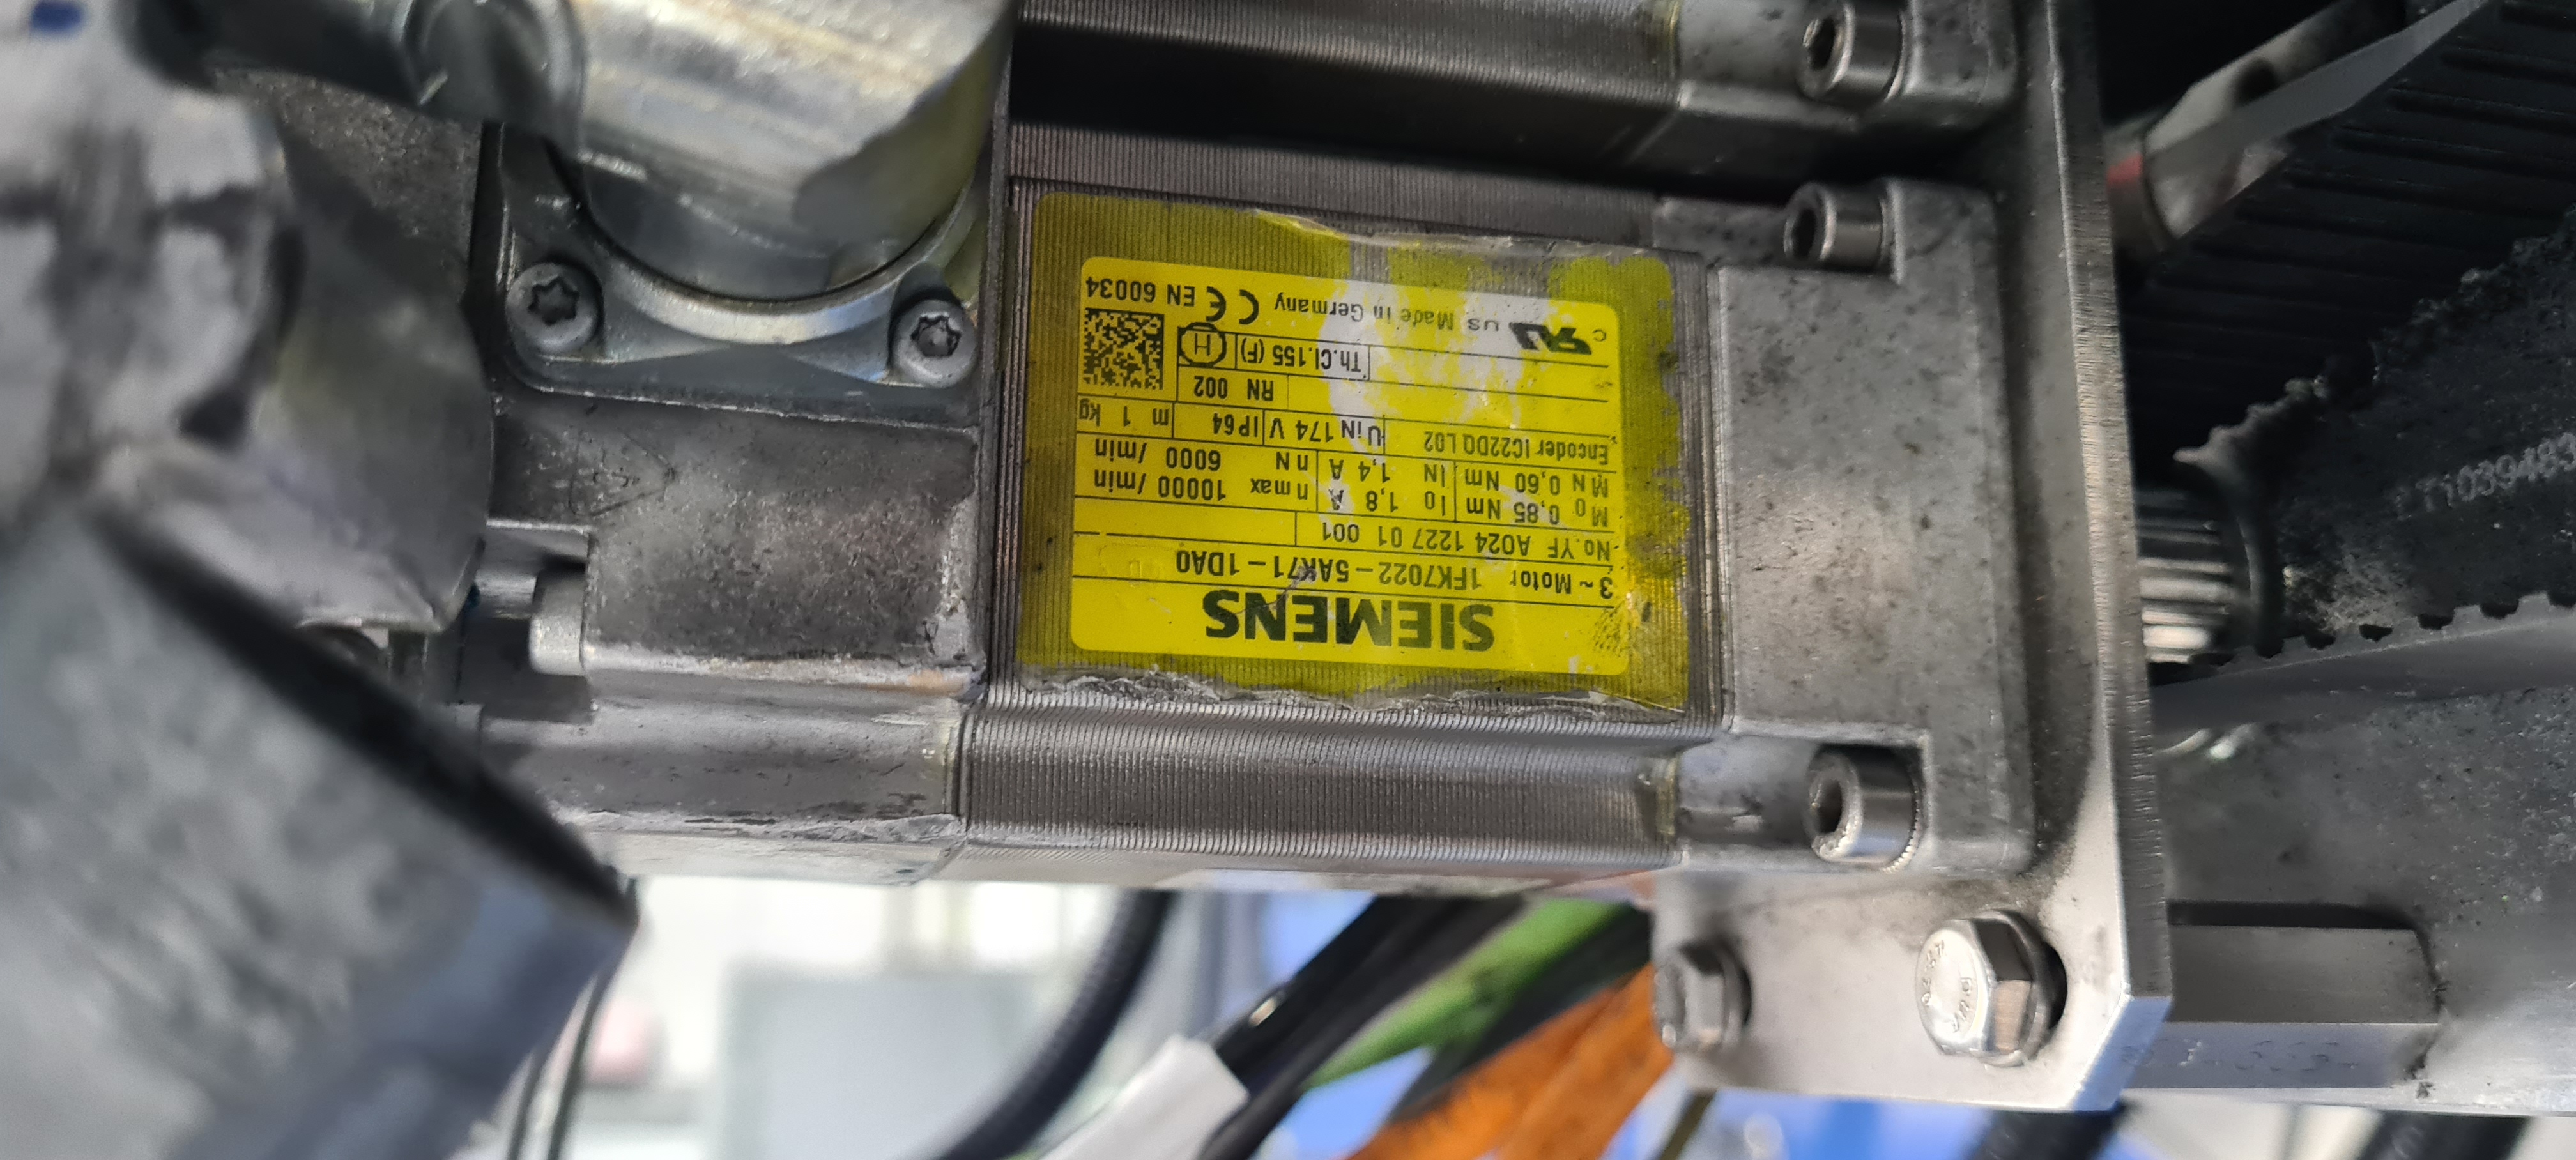 SIEMENS
3 ~ Motor 1FK7022 – 5AK71 – 1DA0
No.YF A024 1227 01 001
M0 0,85 Nm I0 1,8 A nmax 10000 /min
MN 0,60 Nm IN 1,4 A nN 6000 /min
Encoder IC22DQ L02 UiN 174 V IP64 m 1 kg
RN 002
Th.Cl.155 (F) H
c RU US Made in Germany CE EN 60034